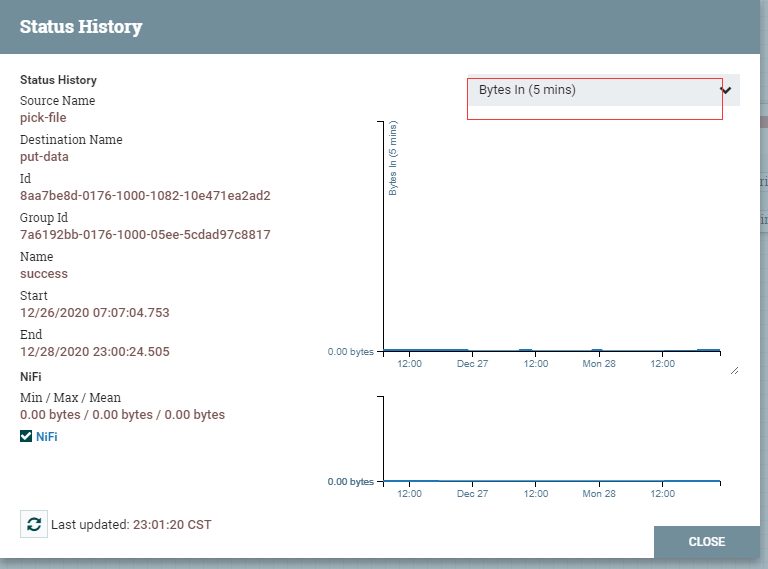 Status History
Status History
Source Name
pick-file
Destination Name
put-data
Id
8aa7be8d-0176-1000-1082-10e471ea2ad2
Group Id
7a6192bb-0176-1000-05ee-5cdad97c8817
Name
success
Start
12/26/2020 07:07:04.753
End
12/28/2020 23:00:24.505
NiFi
Min / Max / Mean
0.00 bytes / 0.00 bytes / 0.00 bytes
NiFi
Last updated: 23:01:20 CST
Bytes In (5 mins)
Bytes In (5 mins)
0.00 bytes
12:00 Dec 27 12:00 Mon 28 12:00
0.00 bytes
12:00 Dec 27 12:00 Mon 28 12:00
CLOSE